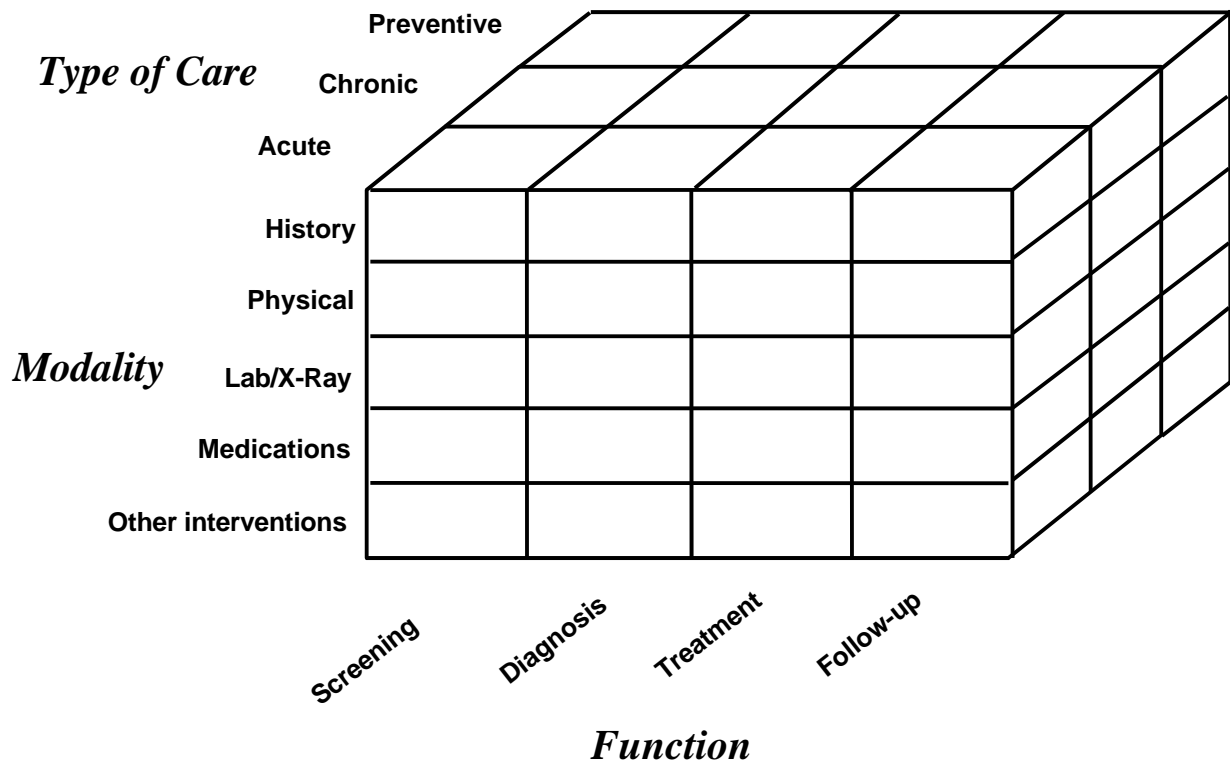 Preventive
Type of Care
Chronic
Acute
History
Physical
Modality
Lab/X-Ray
Medications
Other interventions
Screening
Diagnosis
Treatment
Follow-up
Function